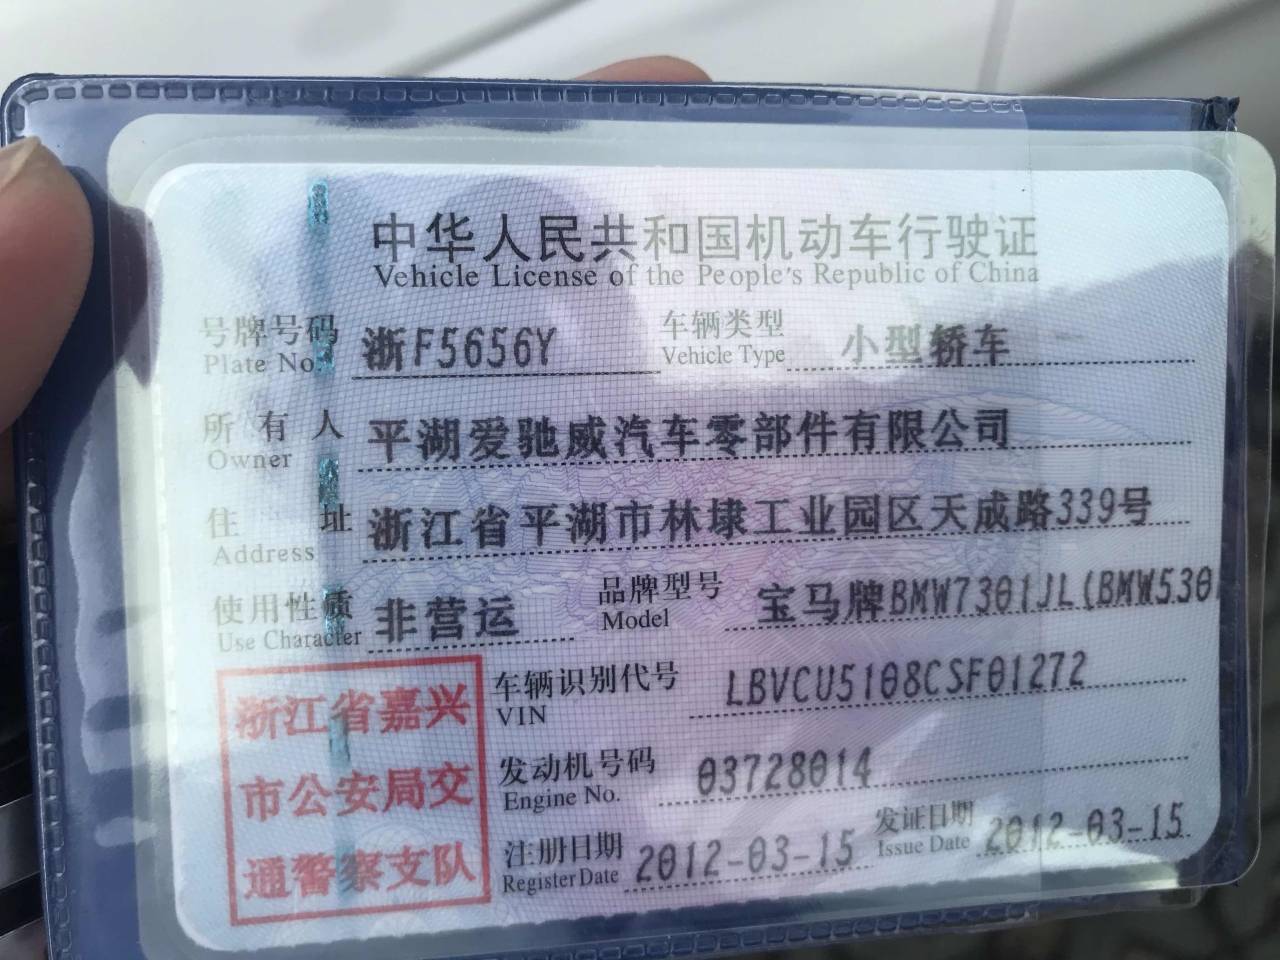 中华人民共和国机动车行驶证
Vehicle License of the People's Republic of China
号牌号码 浙F5656Y 车辆类型 小型轿车
Plate No. Vehicle Type
所有人 平湖爱驰威汽车零部件有限公司
Owner
住址 浙江省平湖市林埭工业园区天成路339号
Address
使用性质 非营运 品牌型号 宝马牌BMW7301JL(BMW530
Use Character Model
车辆识别代号 LBVCU5108CSF01272
VIN
发动机号码 03728014
Engine No.
注册日期 2012-03-15 发证日期 2012-03-15
Register Date Issue Date
浙江省嘉兴
市公安局交
通警察支队